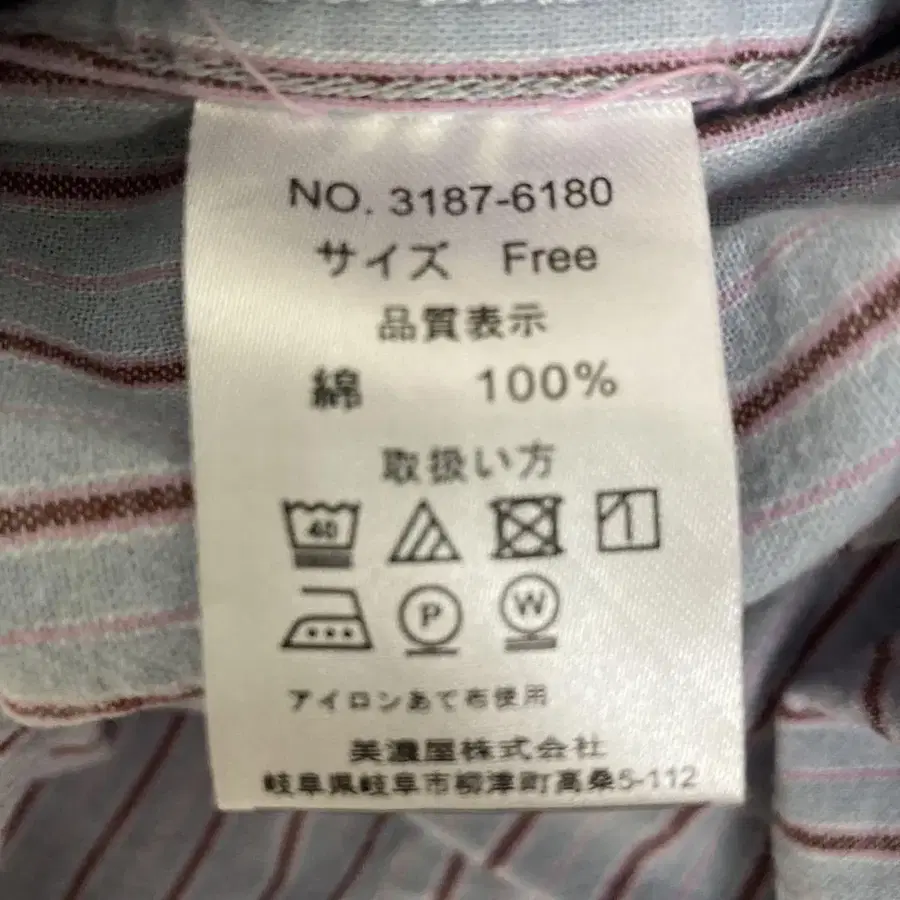 NO. 3187-6180
サイズ Free
品質表示
綿 100%
取扱い方
40
P W
アイロンあて布使用
美濃屋株式会社
岐阜県岐阜市柳津町高桑5-112